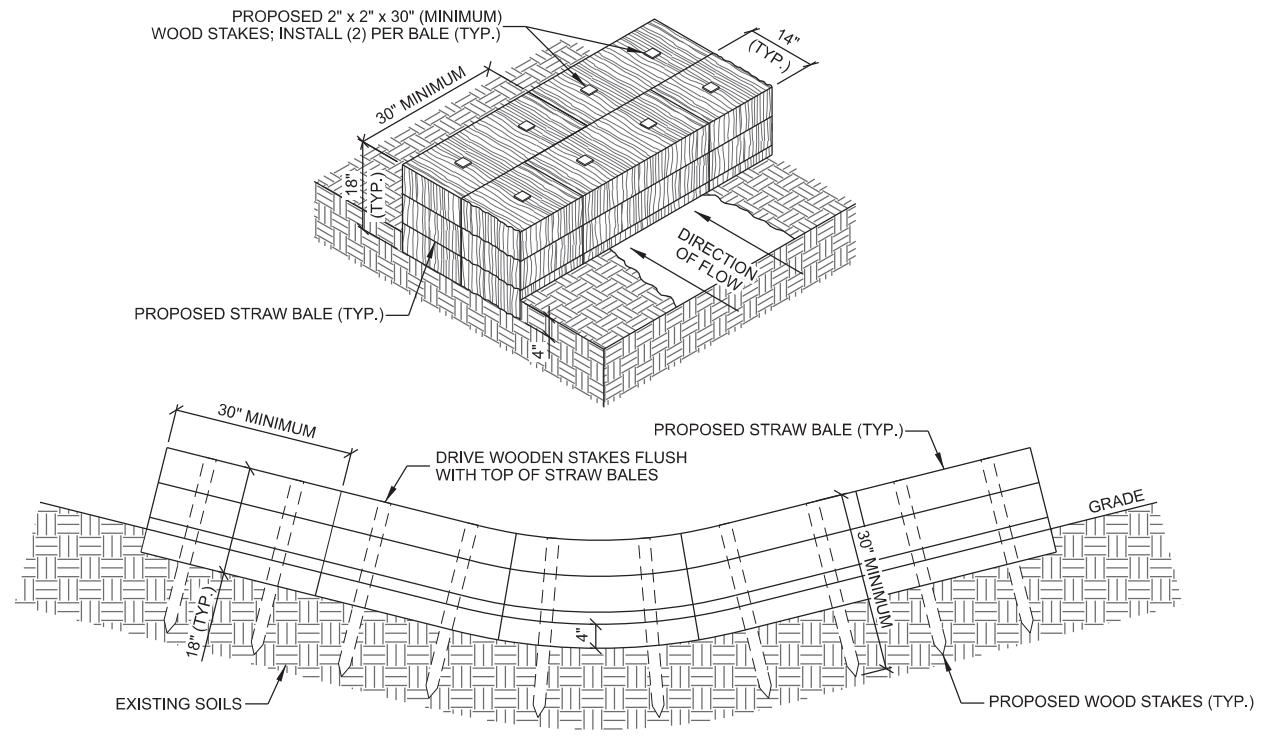 PROPOSED 2" x 2" x 30" (MINIMUM)
WOOD STAKES; INSTALL (2) PER BALE (TYP.)
14"
(TYP.)
30" MINIMUM
18"
(TYP.)
DIRECTION
OF FLOW
PROPOSED STRAW BALE (TYP.)
4"
30" MINIMUM
PROPOSED STRAW BALE (TYP.)
DRIVE WOODEN STAKES FLUSH
WITH TOP OF STRAW BALES
GRADE
30" MINIMUM
18" (TYP.)
4"
EXISTING SOILS
PROPOSED WOOD STAKES (TYP.)